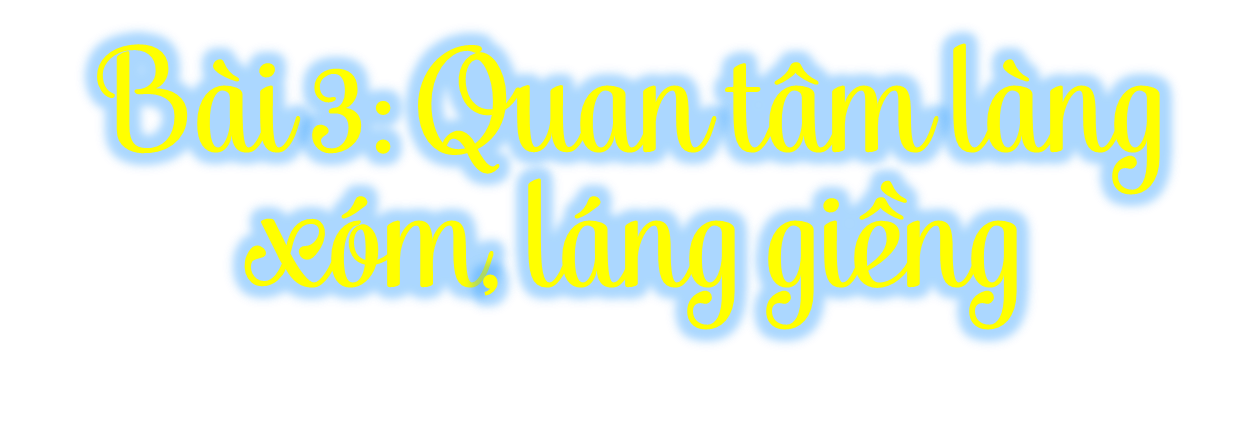 Bài 3: Quan tâm làng
xóm, láng giềng